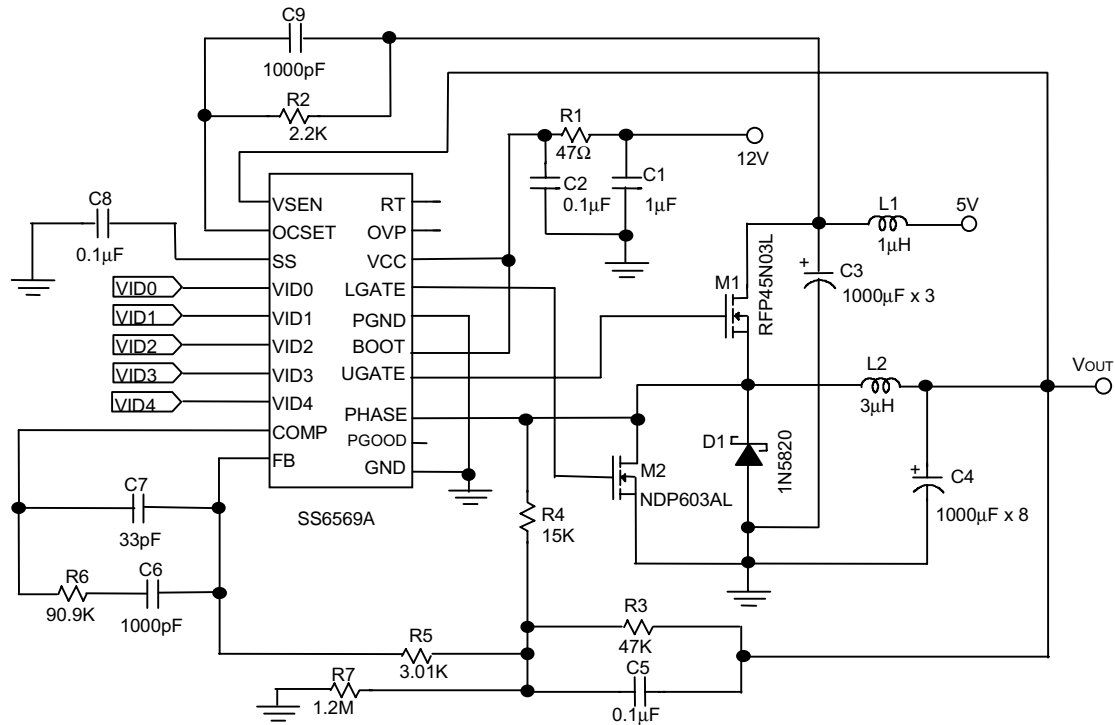 C9
1000pF
R2
2.2K
R1
47Ω
12V
C2
0.1μF
C1
1μF
C8
0.1μF
VSEN
OCSET
SS
VID0
VID1
VID2
VID3
VID4
COMP
FB
RT
OVP
VCC
LGATE
PGND
BOOT
UGATE
PHASE
PGOOD
GND
SS6569A
VID0
VID1
VID2
VID3
VID4
L1
1μH
5V
M1
RFP45N03L
C3
+
1000μF x 3
L2
3μH
VOUT
D1
1N5820
M2
NDP603AL
C4
+
1000μF x 8
C7
33pF
R6
90.9K
C6
1000pF
R4
15K
R3
47K
R5
3.01K
C5
0.1μF
R7
1.2M